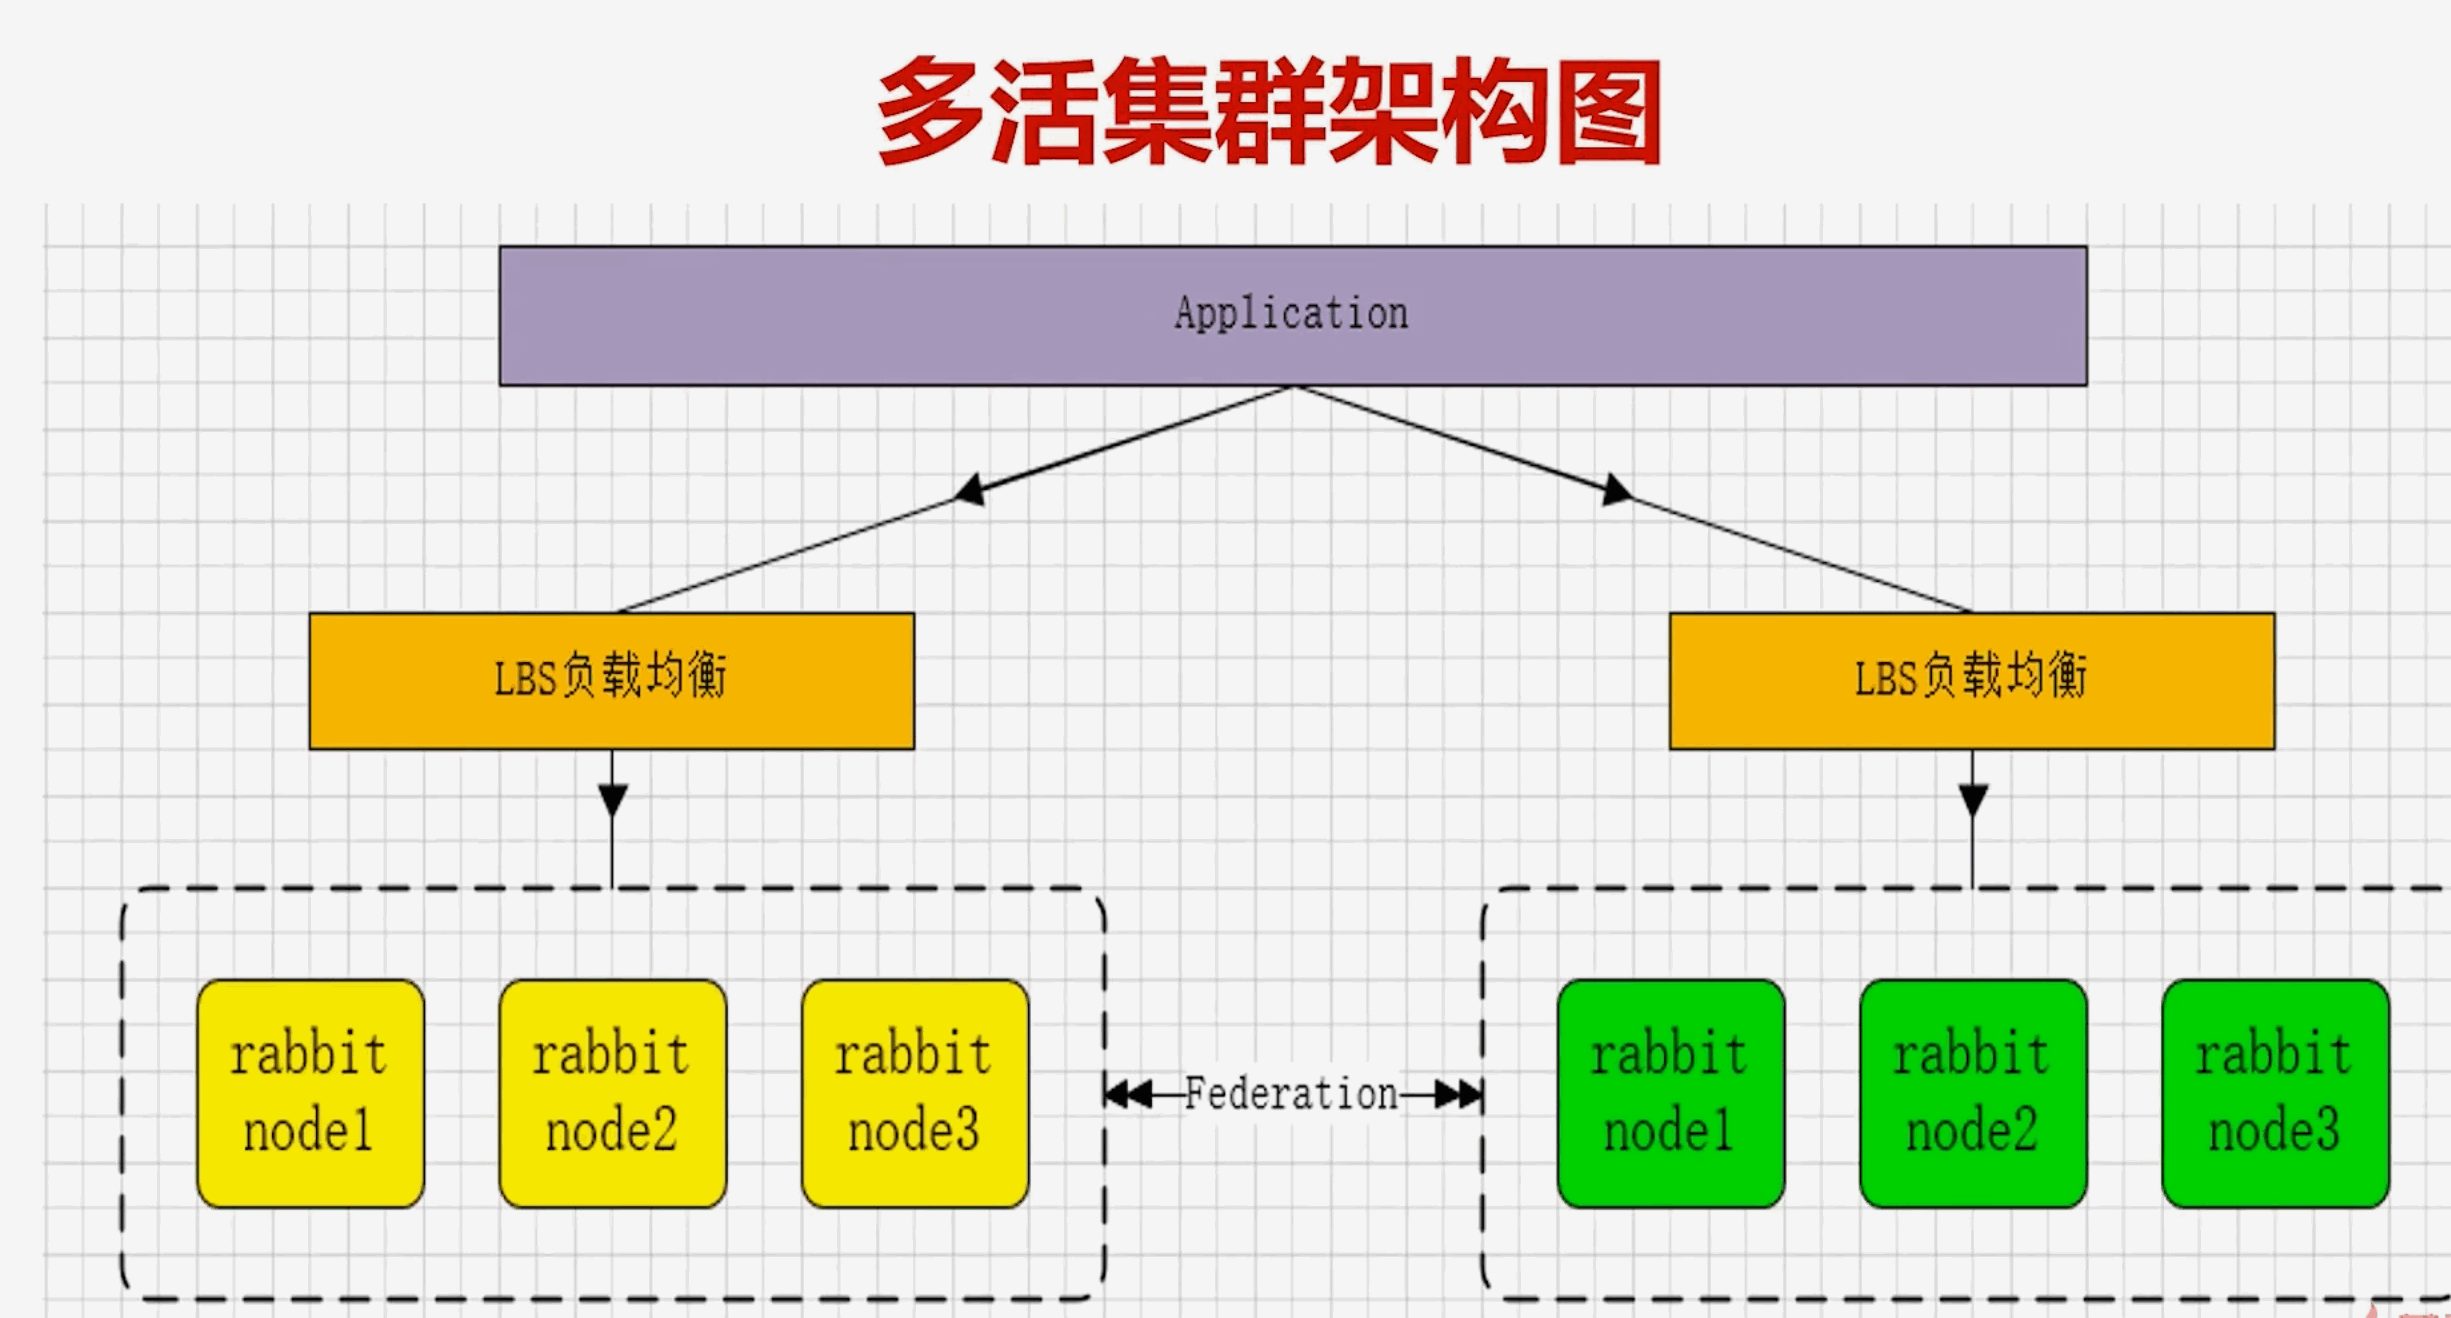 多活集群架构图
Application
LBS负载均衡
LBS负载均衡
rabbit
node1
rabbit
node2
rabbit
node3
Federation
rabbit
node1
rabbit
node2
rabbit
node3